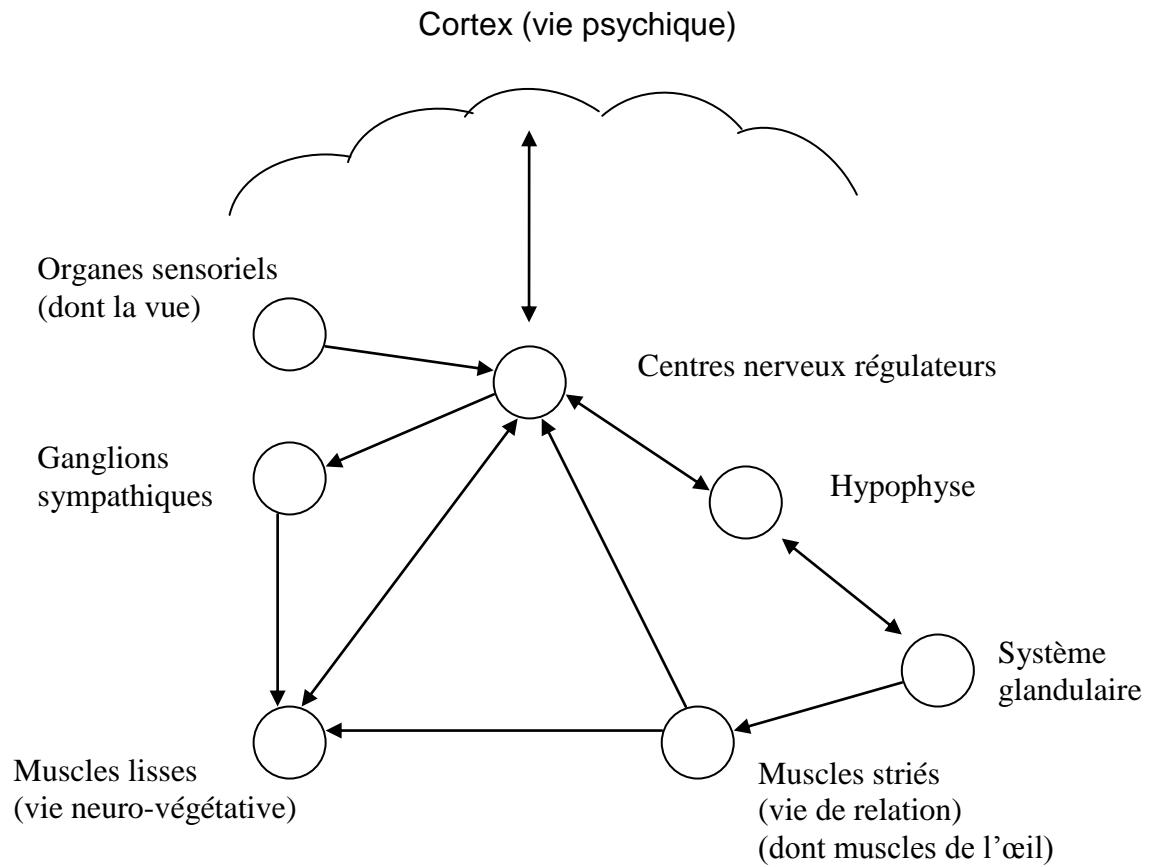 Cortex (vie psychique)
Organes sensoriels
(dont la vue)
Centres nerveux régulateurs
Ganglions
sympathiques
Hypophyse
Système
glandulaire
Muscles lisses
(vie neuro-végétative)
Muscles striés
(vie de relation)
(dont muscles de l’œil)